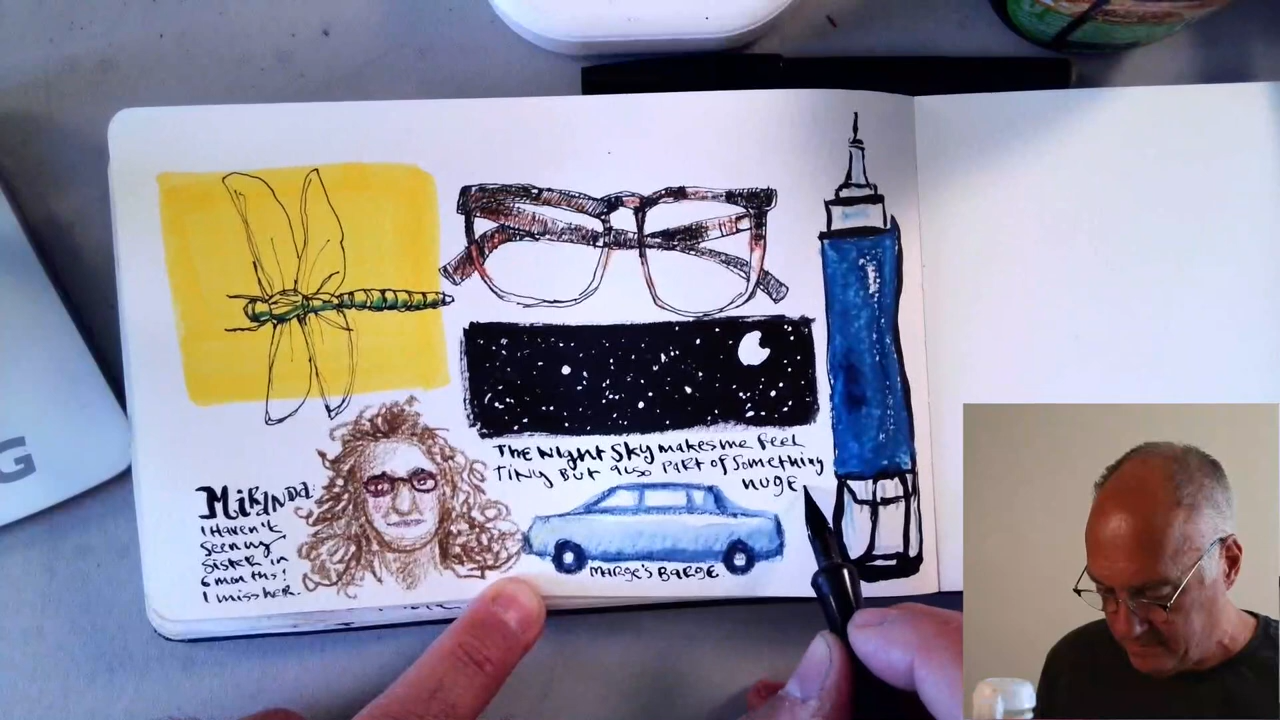 THE NIGHT SKY makes me feel
TINY BUT also PART OF Something
HUGE
MIRANDA:
I Haven't
seen my
sister in
6 months!
I miss her.
MARGE'S BARGE.
G